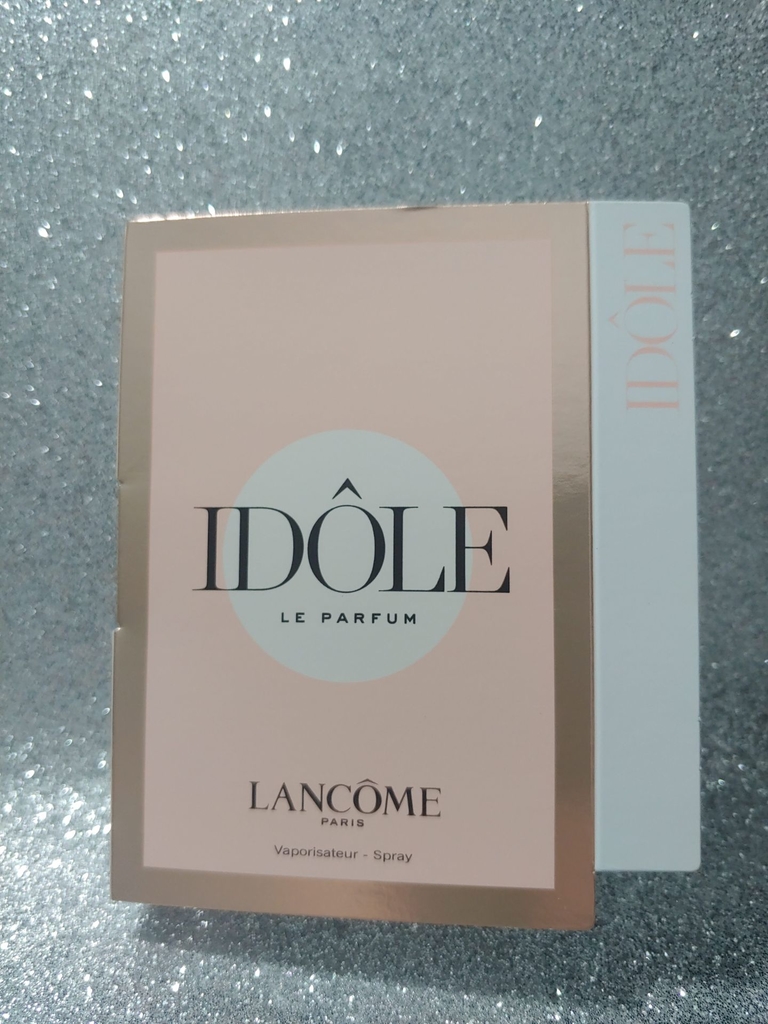 IDÔLE
LE PARFUM
LANCÔME
PARIS
Vaporisateur - Spray
IDÔLE